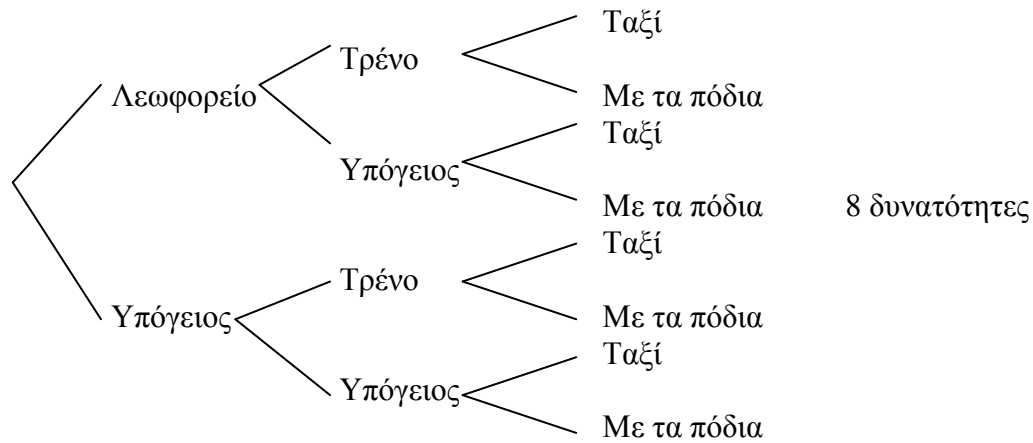 Ταξί
Τρένο
Με τα πόδια
Λεωφορείο
Ταξί
Υπόγειος
Με τα πόδια 8 δυνατότητες
Ταξί
Τρένο
Υπόγειος
Με τα πόδια
Ταξί
Υπόγειος
Με τα πόδια